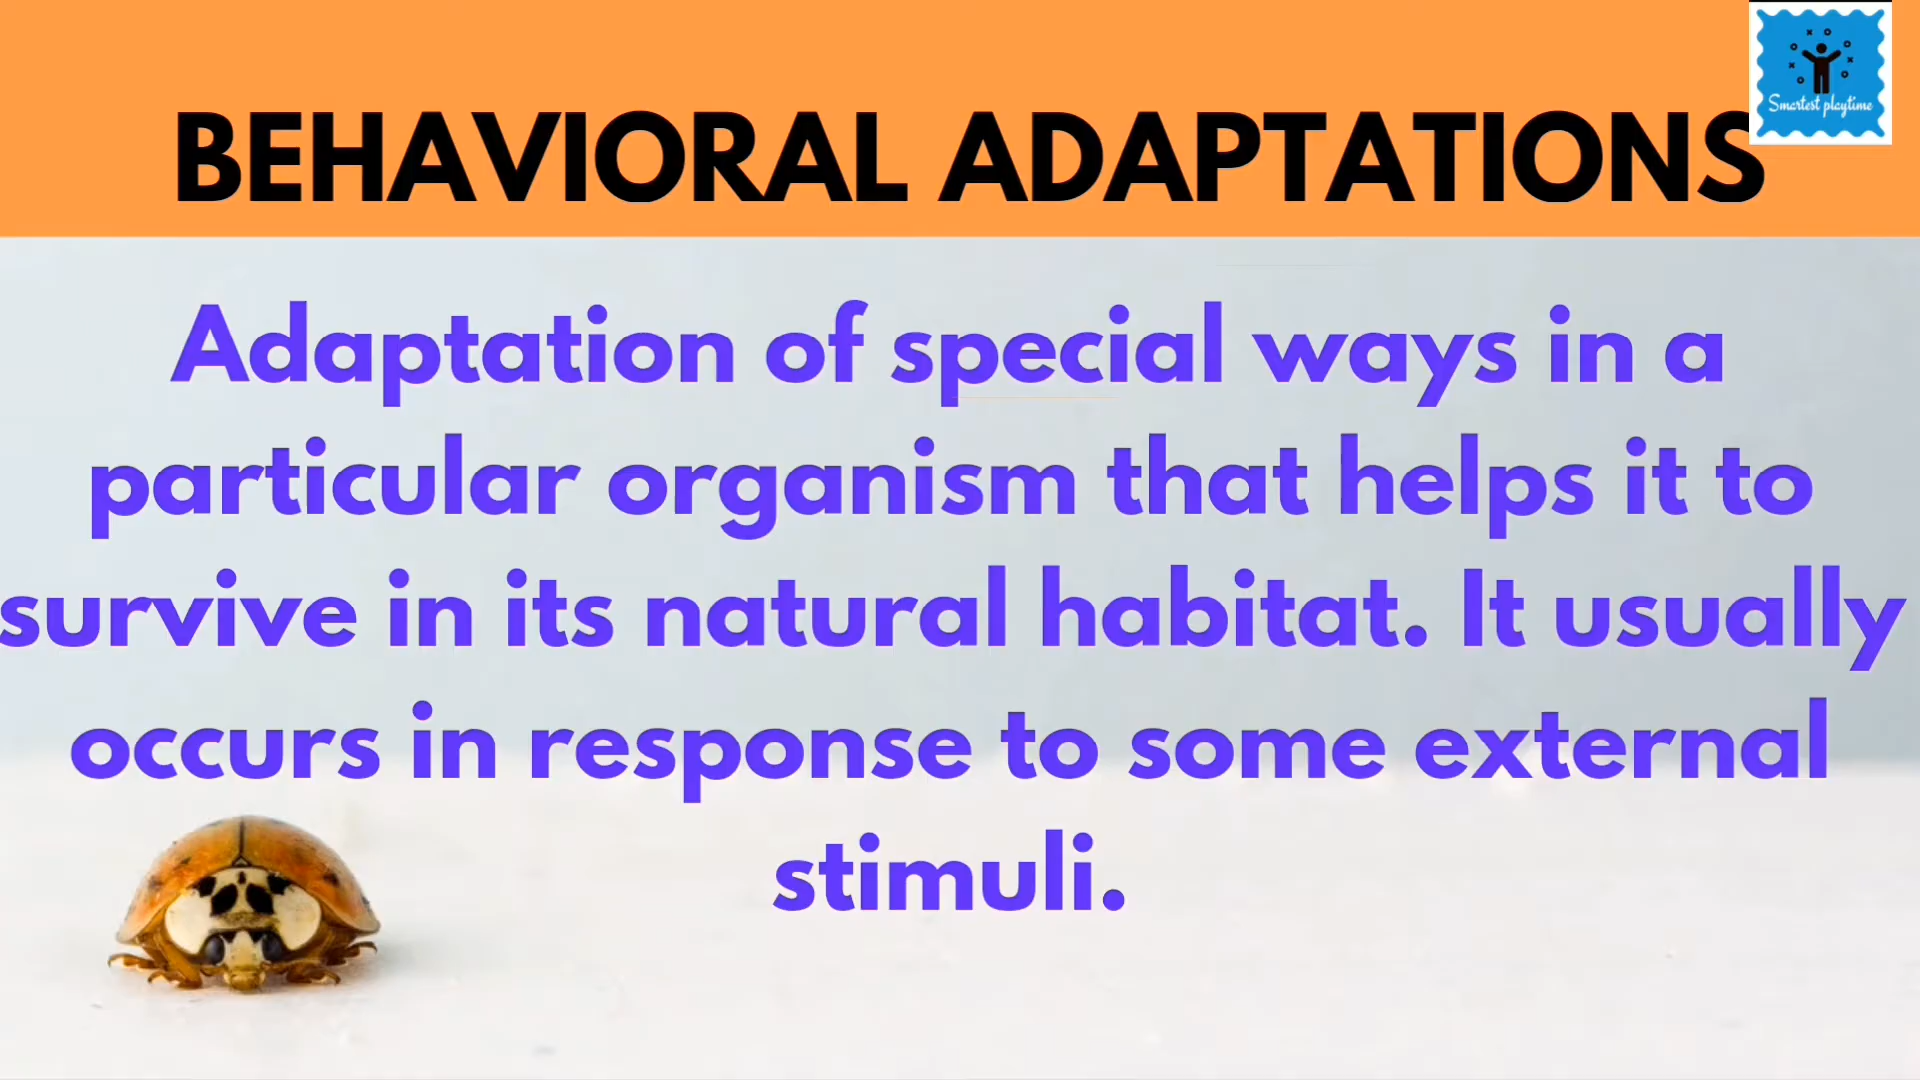 Smartest playtime
BEHAVIORAL ADAPTATIONS
Adaptation of special ways in a
particular organism that helps it to
survive in its natural habitat. It usually
occurs in response to some external
stimuli.